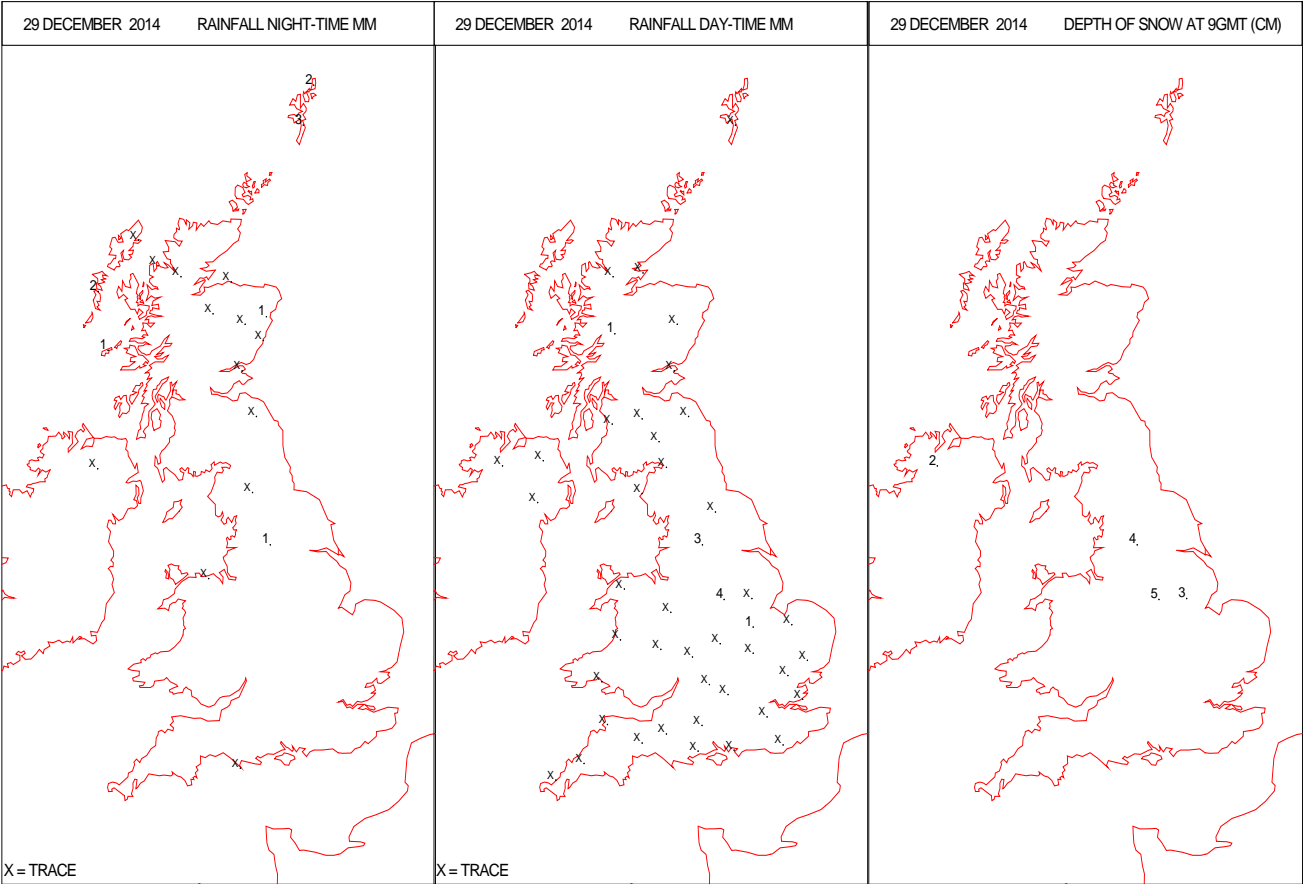 29 DECEMBER 2014 RAINFALL NIGHT-TIME MM
2.
3.
X.
X.
X.
X.
2.
X. 1.
X.
X.
1.
X.
X.
X.
X.
1.
X.
X.
X = TRACE
29 DECEMBER 2014 RAINFALL DAY-TIME MM
X.
X. X.
X.
1.
X.
X. X.
X.
X.
X. X.
X.
X.
X.
X.
3.
X.
4. X.
X.
1. X.
X.
X.
X. X. X.
X.
X.
X.
X. X.
X.
X.
X. X.
X.
X. X.
X. X.
X.
X.
X = TRACE
29 DECEMBER 2014 DEPTH OF SNOW AT 9GMT (CM)
2.
4.
5. 3.